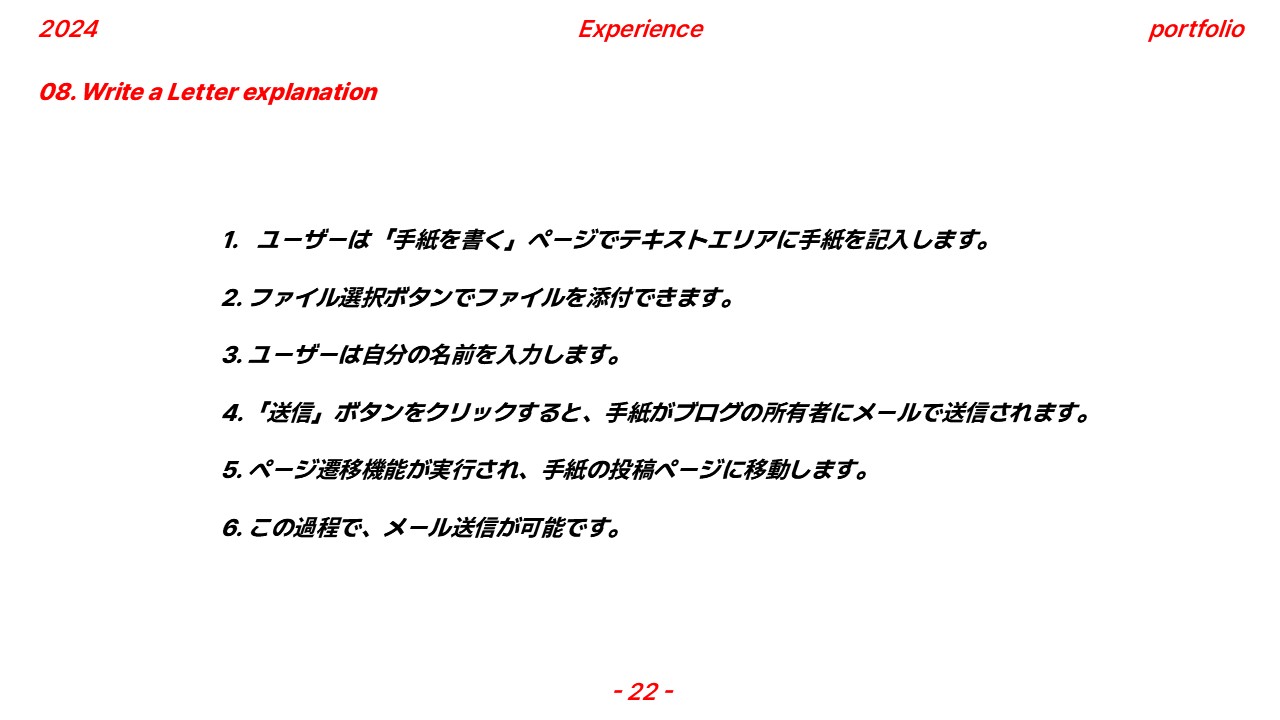 2024 Experience portfolio
08. Write a Letter explanation
1. ユーザーは「手紙を書く」ページでテキストエリアに手紙を記入します。
2. ファイル選択ボタンでファイルを添付できます。
3. ユーザーは自分の名前を入力します。
4.「送信」ボタンをクリックすると、手紙がブログの所有者にメールで送信されます。
5. ページ遷移機能が実行され、手紙の投稿ページに移動します。
6. この過程で、メール送信が可能です。
- 22 -